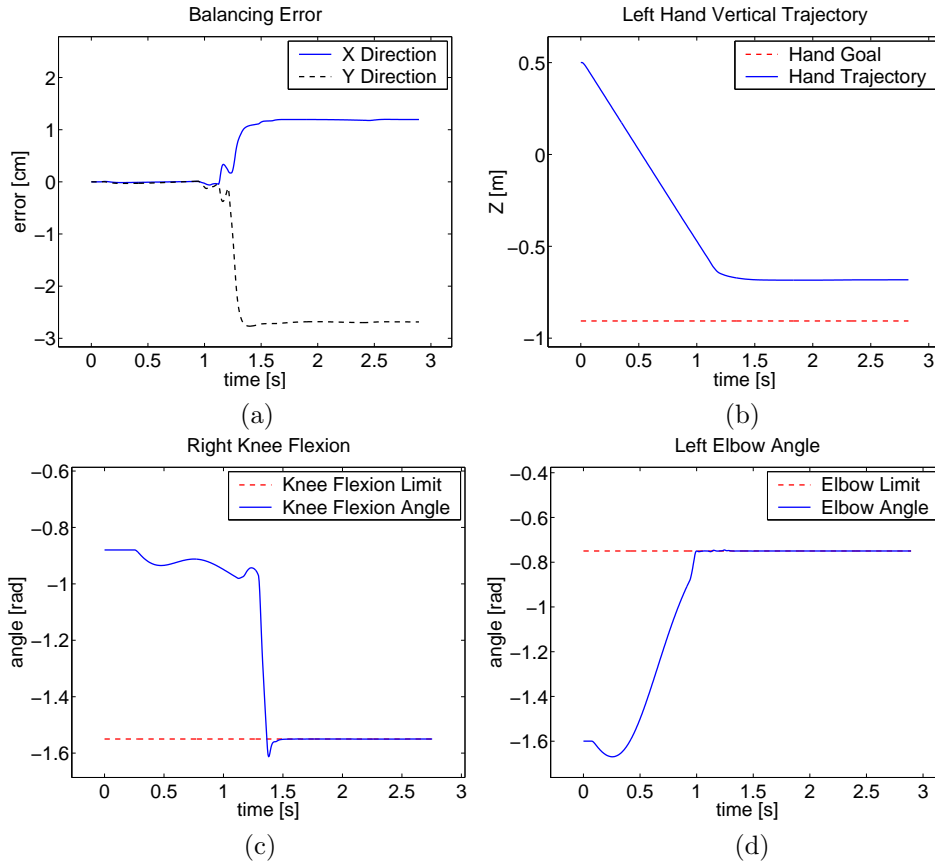 Balancing Error
X Direction
Y Direction
2
1
0
−1
−2
−3
error [cm]
0 0.5 1 1.5 2 2.5 3
time [s]
(a)
Left Hand Vertical Trajectory
Hand Goal
Hand Trajectory
0.5
0
−0.5
−1
Z [m]
0 0.5 1 1.5 2 2.5 3
time [s]
(b)
Right Knee Flexion
Knee Flexion Limit
Knee Flexion Angle
−0.6
−0.8
−1
−1.2
−1.4
−1.6
angle [rad]
0 0.5 1 1.5 2 2.5 3
time [s]
(c)
Left Elbow Angle
Elbow Limit
Elbow Angle
−0.4
−0.6
−0.8
−1
−1.2
−1.4
−1.6
angle [rad]
0 0.5 1 1.5 2 2.5 3
time [s]
(d)